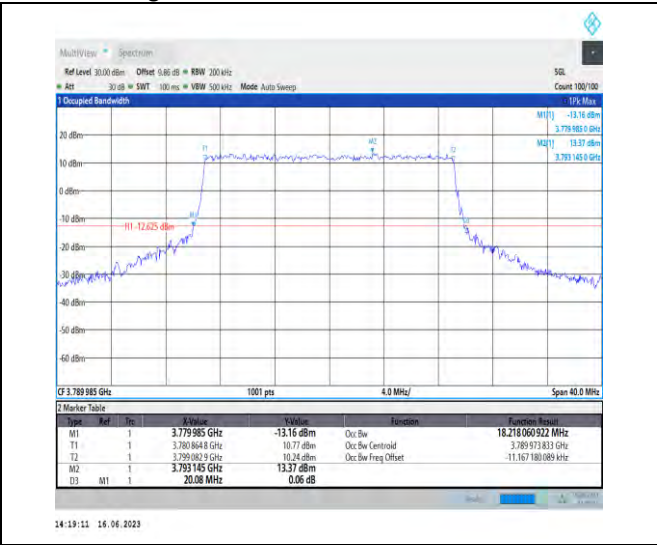 MultiView Spectrum
Ref Level 30.00 dBm Offset 9.86 dB RBW 200 kHz SGL
Att 30 dB SWT 100 ms VBW 500 kHz Mode Auto Sweep Count 100/100
1 Occupied Bandwidth 1Pk Max
M1[1] -13.16 dBm
3.779 985 0 GHz
M2[1] 13.37 dBm
3.793 145 0 GHz
20 dBm
T1 M2 T2
10 dBm
0 dBm
-10 dBm
M1
H1 -12.625 dBm
-20 dBm
-30 dBm
-40 dBm
-50 dBm
-60 dBm
CF 3.789 985 GHz 1001 pts 4.0 MHz/ Span 40.0 MHz
2 Marker Table
Type Ref Trc X-Value Y-Value Function Function Result
M1 1 3.779 985 GHz -13.16 dBm Occ Bw 18.218 060 922 MHz
T1 1 3.780 864 8 GHz 10.77 dBm Occ Bw Centroid 3.789 973 833 GHz
T2 1 3.799 082 9 GHz 10.24 dBm Occ Bw Freq Offset -11.167 180 089 kHz
M2 1 3.793 145 GHz 13.37 dBm
D3 M1 1 20.08 MHz 0.06 dB
14:19:11 16.06.2023